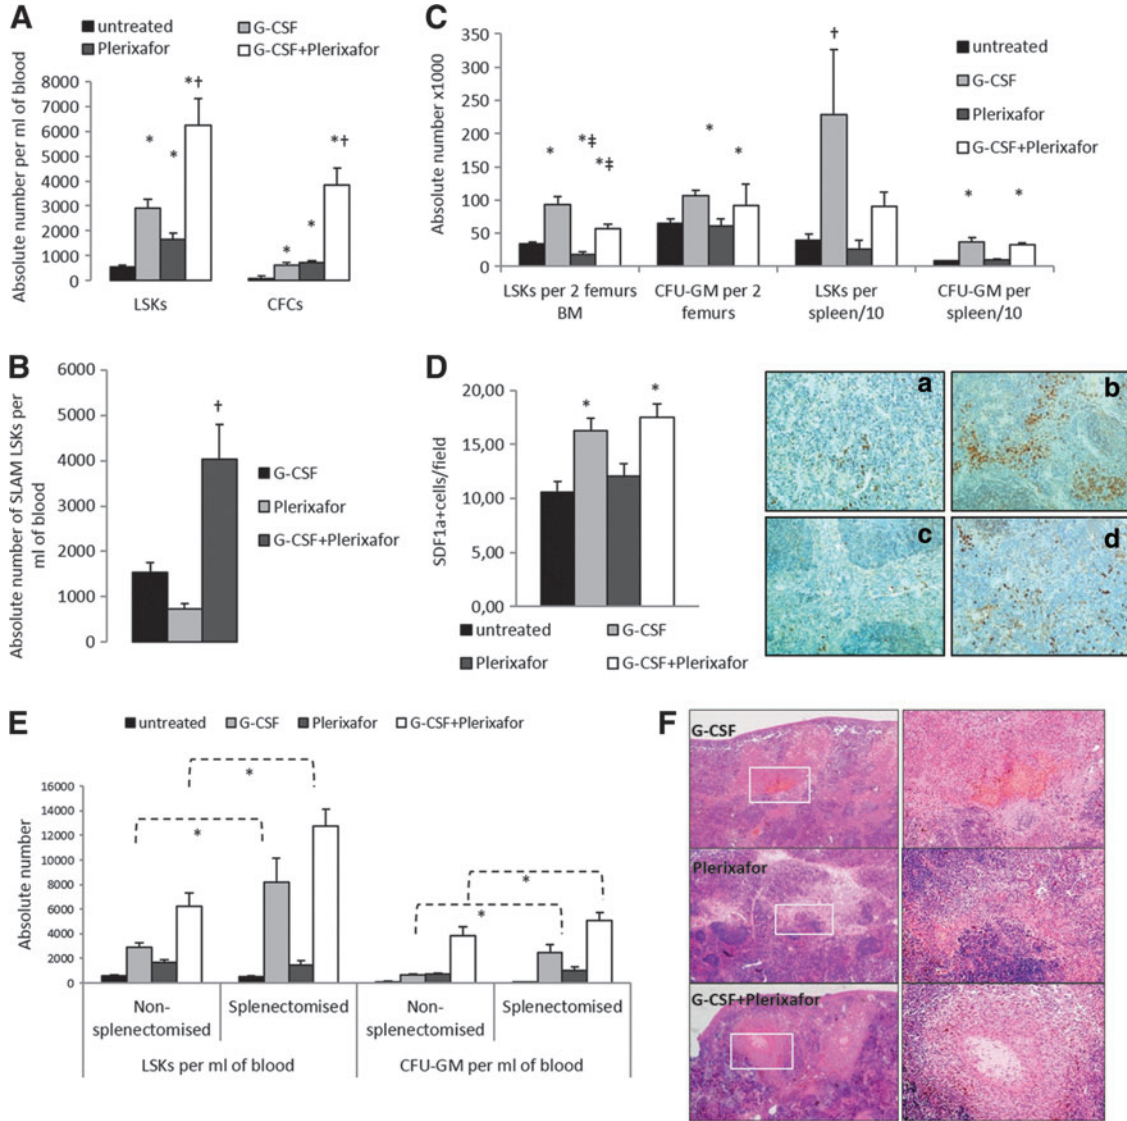 A
untreated
G-CSF
Plerixafor
G-CSF+Plerixafor
Absolute number per ml of blood
8000
7000
6000
5000
4000
3000
2000
1000
0
*
*
*†
*
*
*†
LSKs
CFCs
B
Absolute number of SLAM LSKs per
ml of blood
6000
5000
4000
3000
2000
1000
0
†
G-CSF
Plerixafor
G-CSF+Plerixafor
C
Absolute number x1000
350
300
250
200
150
100
50
0
*
*‡
*‡
*
*
†
*
*
untreated
G-CSF
Plerixafor
G-CSF+Plerixafor
LSKs per 2 femurs
BM
CFU-GM per 2
femurs
LSKs per
spleen/10
CFU-GM per
spleen/10
D
SDF1a+cells/field
20,00
15,00
10,00
5,00
0,00
*
*
untreated
G-CSF
Plerixafor
G-CSF+Plerixafor
a
b
c
d
E
untreated
G-CSF
Plerixafor
G-CSF+Plerixafor
Absolute number
16000
14000
12000
10000
8000
6000
4000
2000
0
*
*
*
*
Non-
splenectomised
Splenectomised
Non-
splenectomised
Splenectomised
LSKs per ml of blood
CFU-GM per ml of blood
F
G-CSF
Plerixafor
G-CSF+Plerixafor